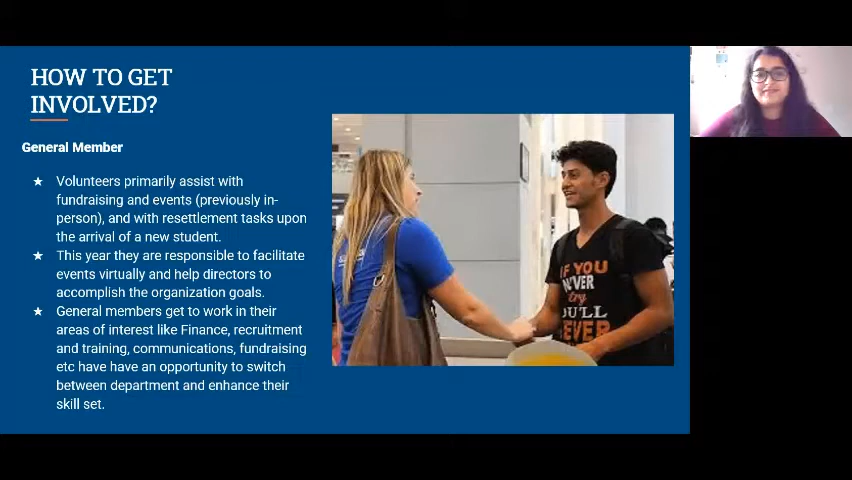 HOW TO GET
INVOLVED?
General Member
★ Volunteers primarily assist with
fundraising and events (previously in-
person), and with resettlement tasks upon
the arrival of a new student.
★ This year they are responsible to facilitate
events virtually and help directors to
accomplish the organization goals.
★ General members get to work in their
areas of interest like Finance, recruitment
and training, communications, fundraising
etc have have an opportunity to switch
between department and enhance their
skill set.
IF YOU
try